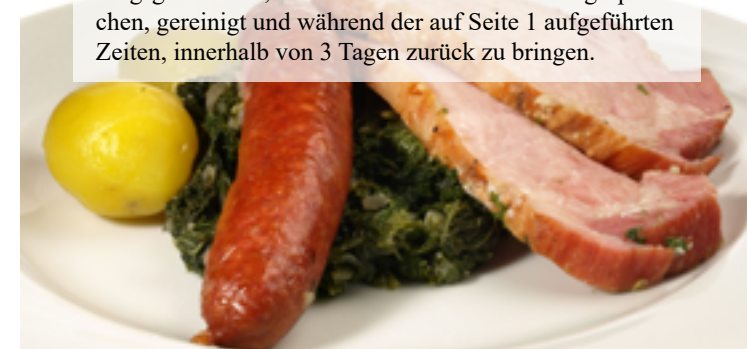 chen, gereinigt und während der auf Seite 1 aufgeführten
Zeiten, innerhalb von 3 Tagen zurück zu bringen.